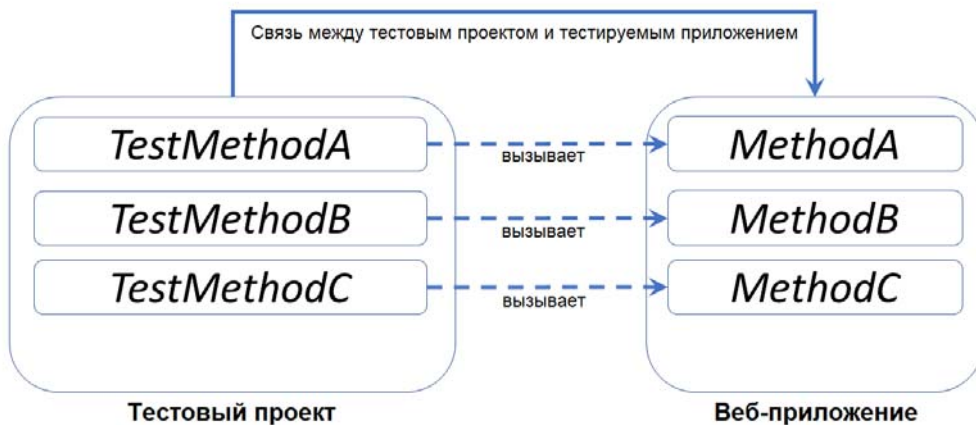 Связь между тестовым проектом и тестируемым приложением
TestMethodA
вызывает
MethodA
TestMethodB
вызывает
MethodB
TestMethodC
вызывает
MethodC
Тестовый проект
Веб-приложение